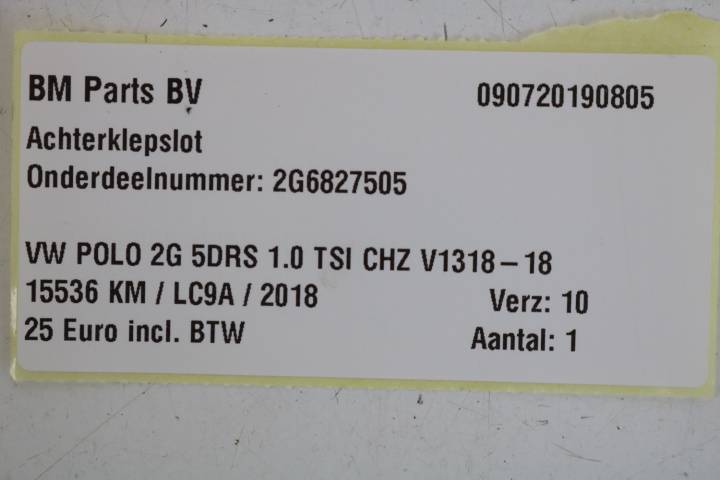 BM Parts BV 090720190805
Achterklepslot
Onderdeelnummer: 2G6827505
VW POLO 2G 5DRS 1.0 TSI CHZ V1318-18
15536 KM / LC9A / 2018 Verz: 10
25 Euro incl. BTW Aantal: 1